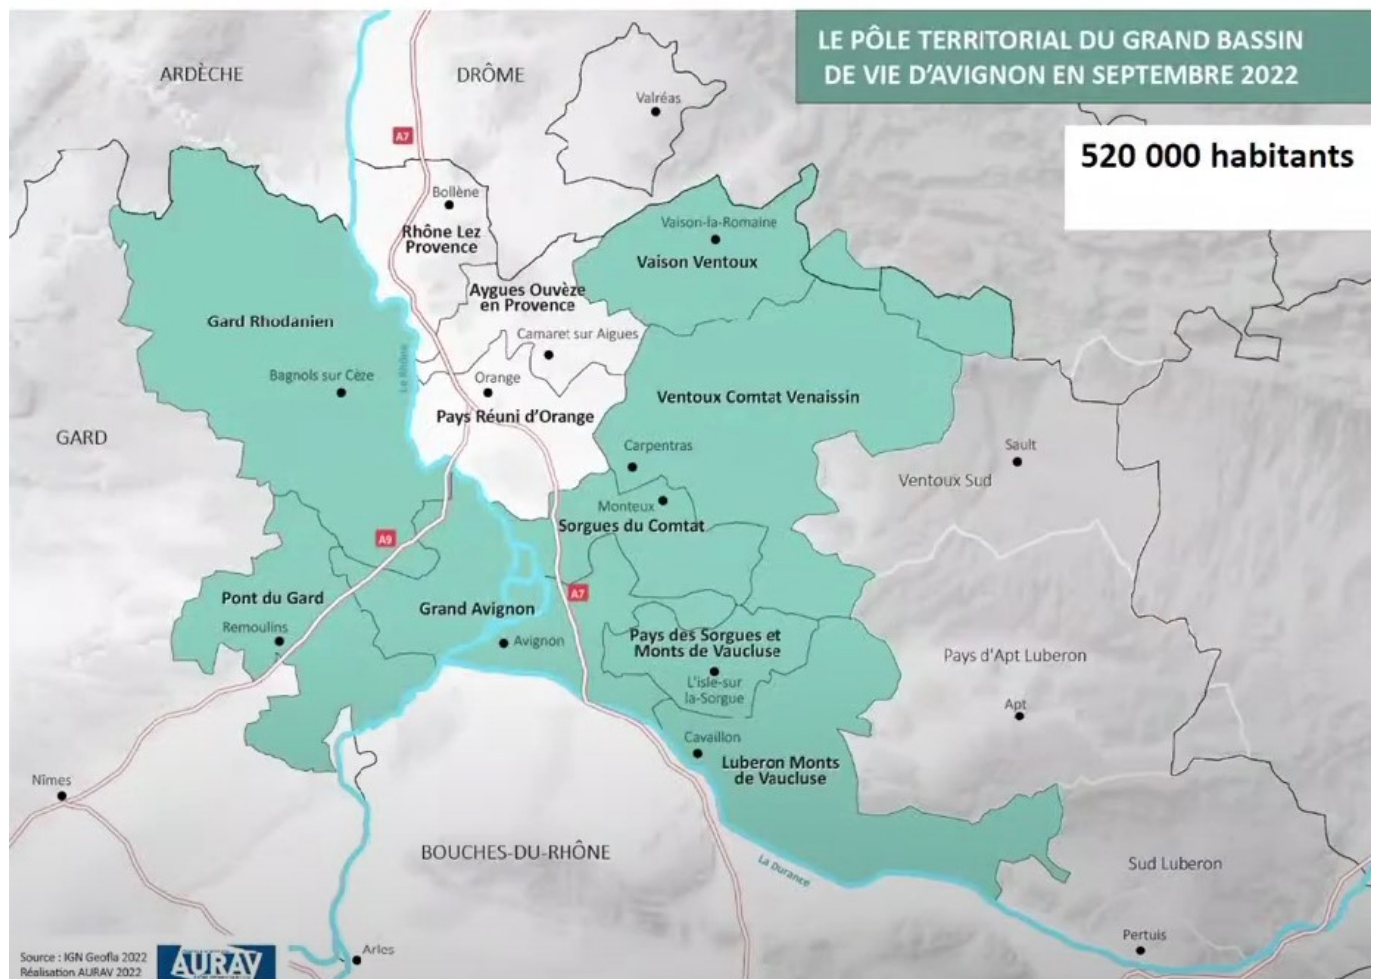 LE PÔLE TERRITORIAL DU GRAND BASSIN
DE VIE D'AVIGNON EN SEPTEMBRE 2022
520 000 habitants
ARDÈCHE
DRÔME
Valréas
A7
Bollène
Rhône Lez
Provence
Vaison-la-Romaine
Vaison Ventoux
Aygues Ouvèze
en Provence
Gard Rhodanien
Camaret sur Aigues
Le Rhône
Bagnols sur Cèze
Orange
Pays Réuni d'Orange
Ventoux Comtat Venaissin
GARD
Carpentras
Sault
Ventoux Sud
Monteux
Sorgues du Comtat
A9
A7
Pont du Gard
Grand Avignon
Remoulins
Avignon
Pays des Sorgues et
Monts de Vaucluse
L'isle-sur
la-Sorgue
Pays d'Apt Luberon
Apt
Cavaillon
Luberon Monts
de Vaucluse
Nîmes
BOUCHES-DU-RHÔNE
La Durance
Sud Luberon
Pertuis
Arles
Source : IGN Geofla 2022
Réalisation AURAV 2022
AURAV